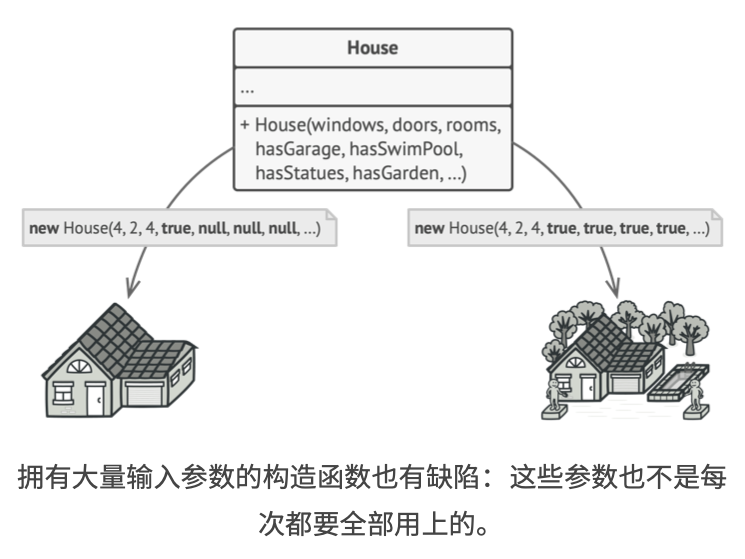 House
...
+ House(windows, doors, rooms,
hasGarage, hasSwimPool,
hasStatues, hasGarden, ...)
new House(4, 2, 4, true, null, null, null, ...)
new House(4, 2, 4, true, true, true, true, ...)
拥有大量输入参数的构造函数也有缺陷： 这些参数也不是每
次都要全部用上的。